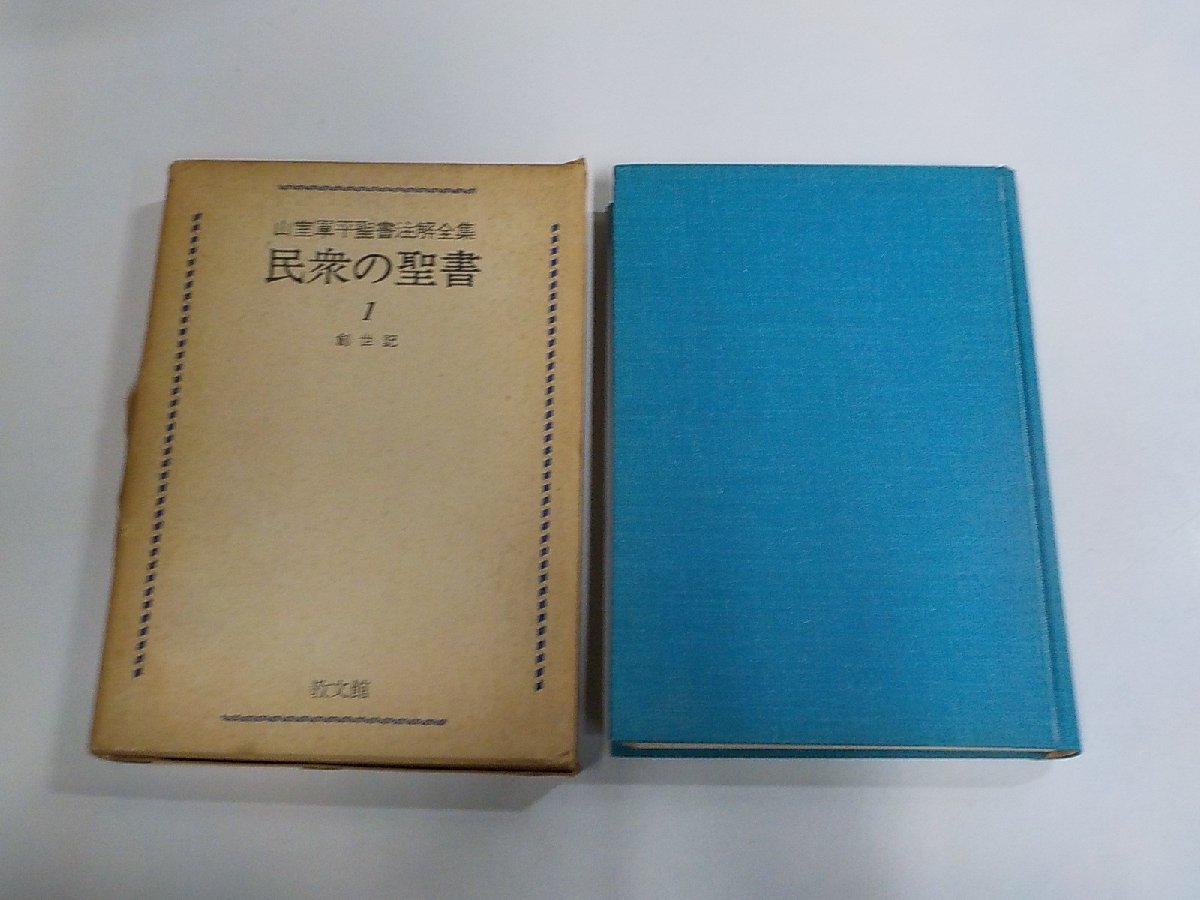 山室軍平聖書注解全集
民衆の聖書
1
創世記
教文館